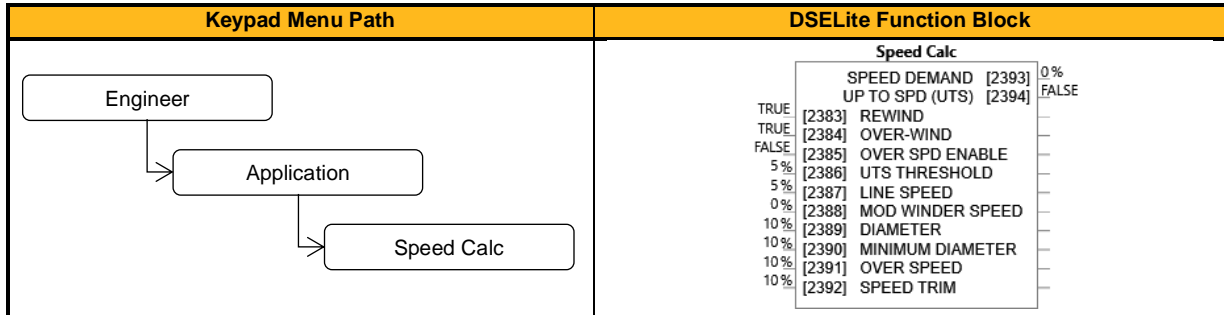 Keypad Menu Path
DSELite Function Block
Engineer
Application
Speed Calc
Speed Calc
SPEED DEMAND [2393] 0 %
UP TO SPD (UTS) [2394] FALSE
TRUE [2383] REWIND
TRUE [2384] OVER-WIND
FALSE [2385] OVER SPD ENABLE
5 % [2386] UTS THRESHOLD
5 % [2387] LINE SPEED
0 % [2388] MOD WINDER SPEED
10 % [2389] DIAMETER
10 % [2390] MINIMUM DIAMETER
10 % [2391] OVER SPEED
10 % [2392] SPEED TRIM